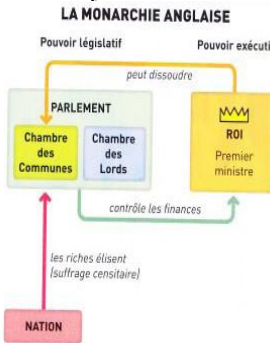 LA MONARCHIE ANGLAISE
Pouvoir législatif
Pouvoir exécuti
peut dissoudre
PARLEMENT
Chambre
des
Communes
Chambre
des
Lords
ROI
Premier
ministre
contrôle les finances
les riches élisent
(suffrage censitaire)
NATION